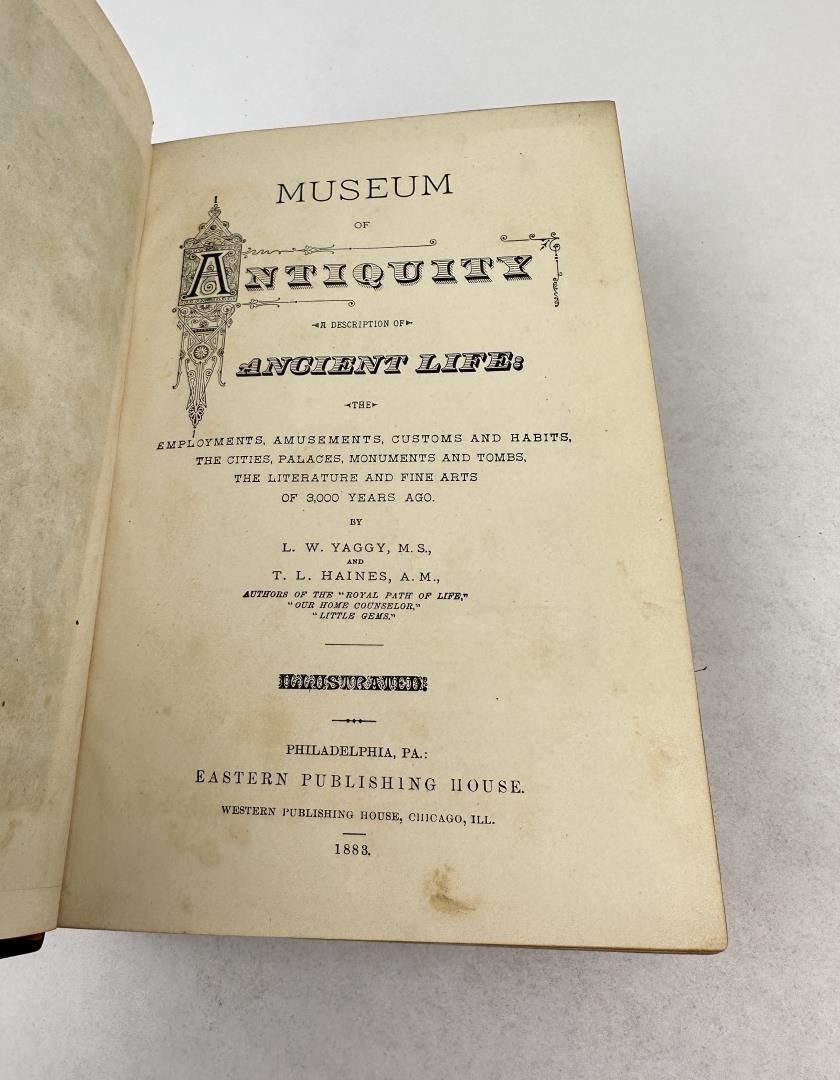 MUSEUM
OF
ANTIQUITY
A DESCRIPTION OF
ANCIENT LIFE:
THE
EMPLOYMENTS, AMUSEMENTS, CUSTOMS AND HABITS,
THE CITIES, PALACES, MONUMENTS AND TOMBS,
THE LITERATURE AND FINE ARTS
OF 3,000 YEARS AGO.
BY
L. W. YAGGY, M. S.,
AND
T. L. HAINES, A. M.,
AUTHORS OF THE "ROYAL PATH OF LIFE,"
"OUR HOME COUNSELOR,"
"LITTLE GEMS."
ILLUSTRATED.
PHILADELPHIA, PA.:
EASTERN PUBLISHING HOUSE.
WESTERN PUBLISHING HOUSE, CHICAGO, ILL.
1883.